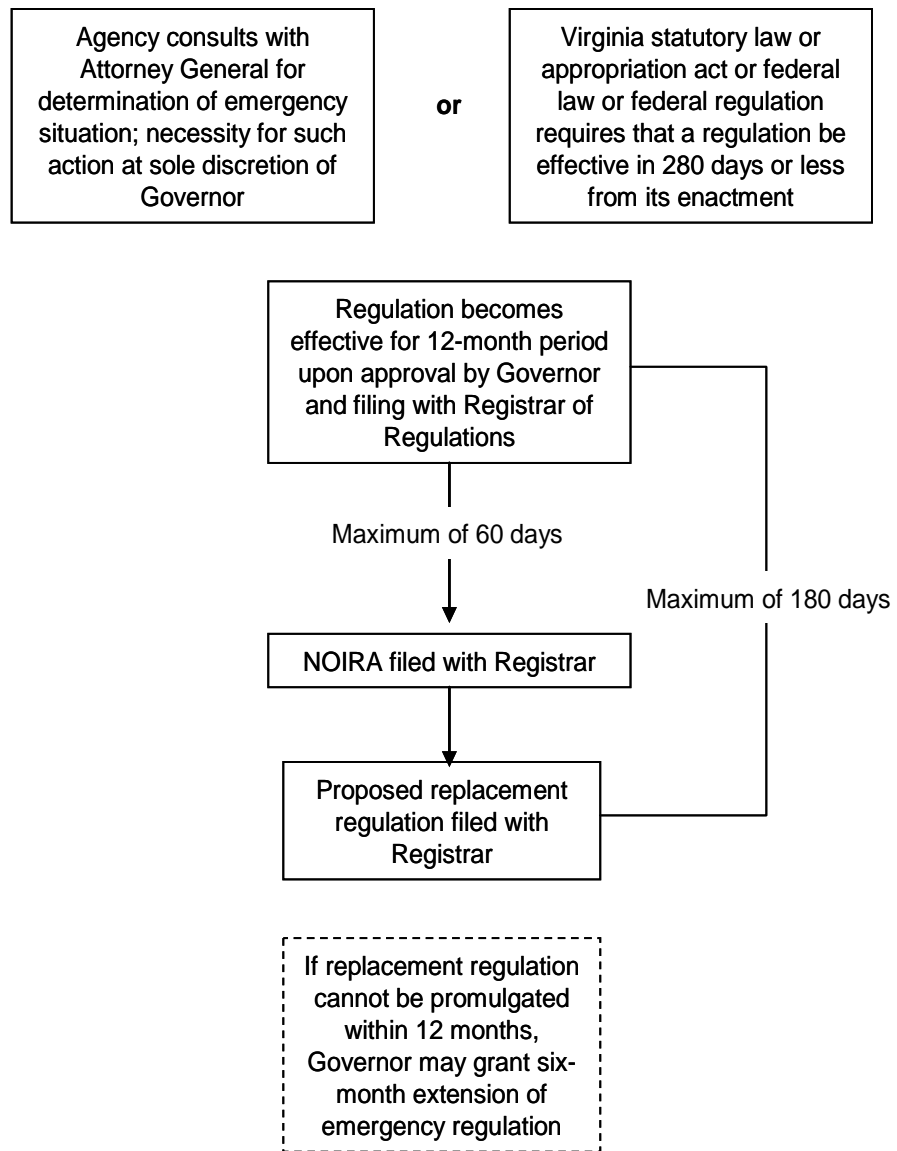 Agency consults with
Attorney General for
determination of emergency
situation; necessity for such
action at sole discretion of
Governor
or
Virginia statutory law or
appropriation act or federal
law or federal regulation
requires that a regulation be
effective in 280 days or less
from its enactment
Regulation becomes
effective for 12-month period
upon approval by Governor
and filing with Registrar of
Regulations
Maximum of 60 days
Maximum of 180 days
NOIRA filed with Registrar
Proposed replacement
regulation filed with
Registrar
If replacement regulation
cannot be promulgated
within 12 months,
Governor may grant six-
month extension of
emergency regulation